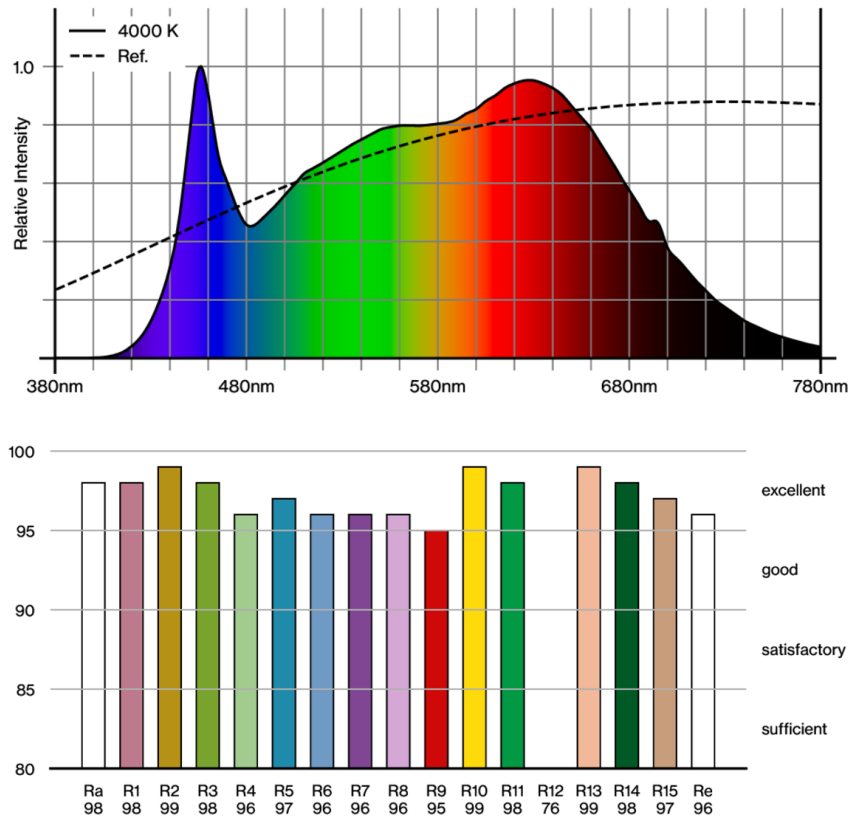 4000 K
Ref.
1.0
Relative Intensity
380nm 480nm 580nm 680nm 780nm
100
excellent
95
good
90
satisfactory
85
sufficient
80
Ra R1 R2 R3 R4 R5 R6 R7 R8 R9 R10 R11 R12 R13 R14 R15 Re
98 98 99 98 96 97 96 96 96 95 99 98 76 99 98 97 96